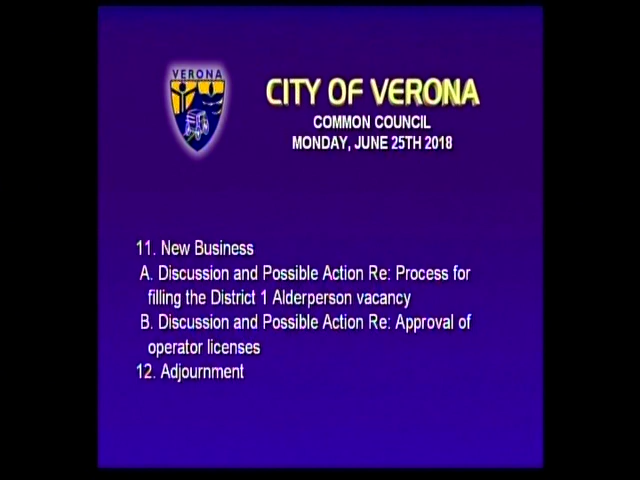 VERONA
CITY OF VERONA
COMMON COUNCIL
MONDAY, JUNE 25TH 2018
11. New Business
A. Discussion and Possible Action Re: Process for
filling the District 1 Alderperson vacancy
B. Discussion and Possible Action Re: Approval of
operator licenses
12. Adjournment